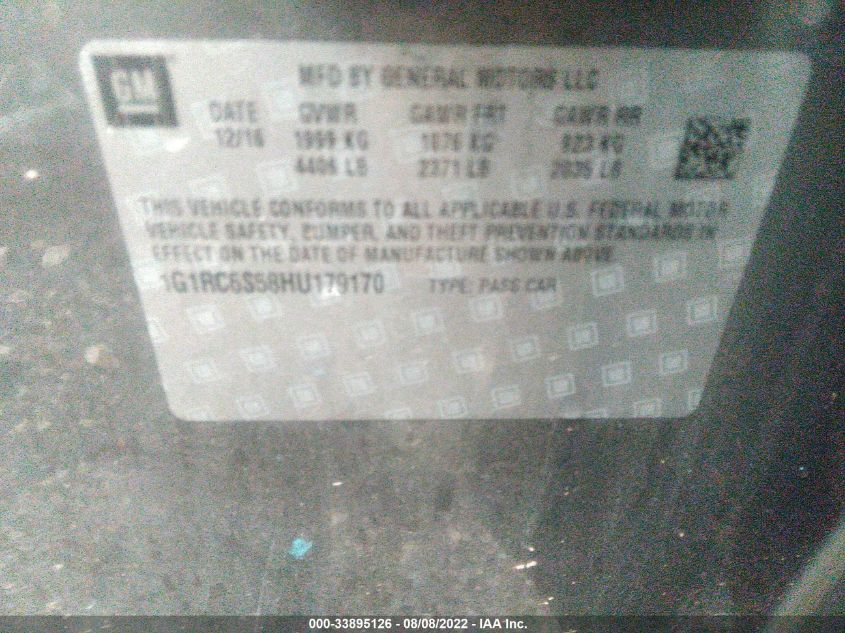 GM
MFD BY GENERAL MOTORS LLC
DATE GVWR GAWR FRT GAWR RR
12/16 1999 KG 1076 KG 923 KG
4406 LB 2371 LB 2035 LB
THIS VEHICLE CONFORMS TO ALL APPLICABLE U.S. FEDERAL MOTOR
VEHICLE SAFETY, BUMPER, AND THEFT PREVENTION STANDARDS IN
EFFECT ON THE DATE OF MANUFACTURE SHOWN ABOVE.
1G1RC6S58HU179170 TYPE: PASS CAR
000-33895126 - 08/08/2022 - IAA Inc.